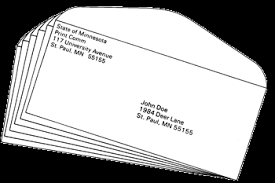 State of Minnesota
Print Comm
117 University Avenue
St. Paul, MN 55155
John Doe
1984 Deer Lane
St. Paul, MN 55155